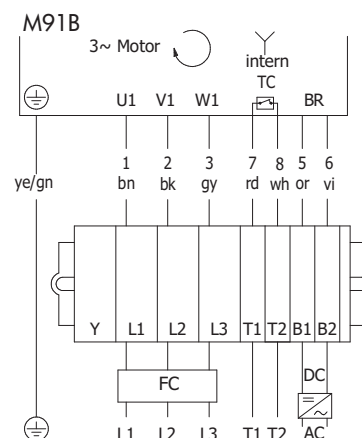 M91B
3~ Motor
intern
TC
U1 V1 W1 BR
1 2 3 7 8 5 6
ye/gn bn bk gy rd wh or vi
Y L1 L2 L3 T1 T2 B1 B2
FC DC
L1 L2 L3 T1 T2 AC